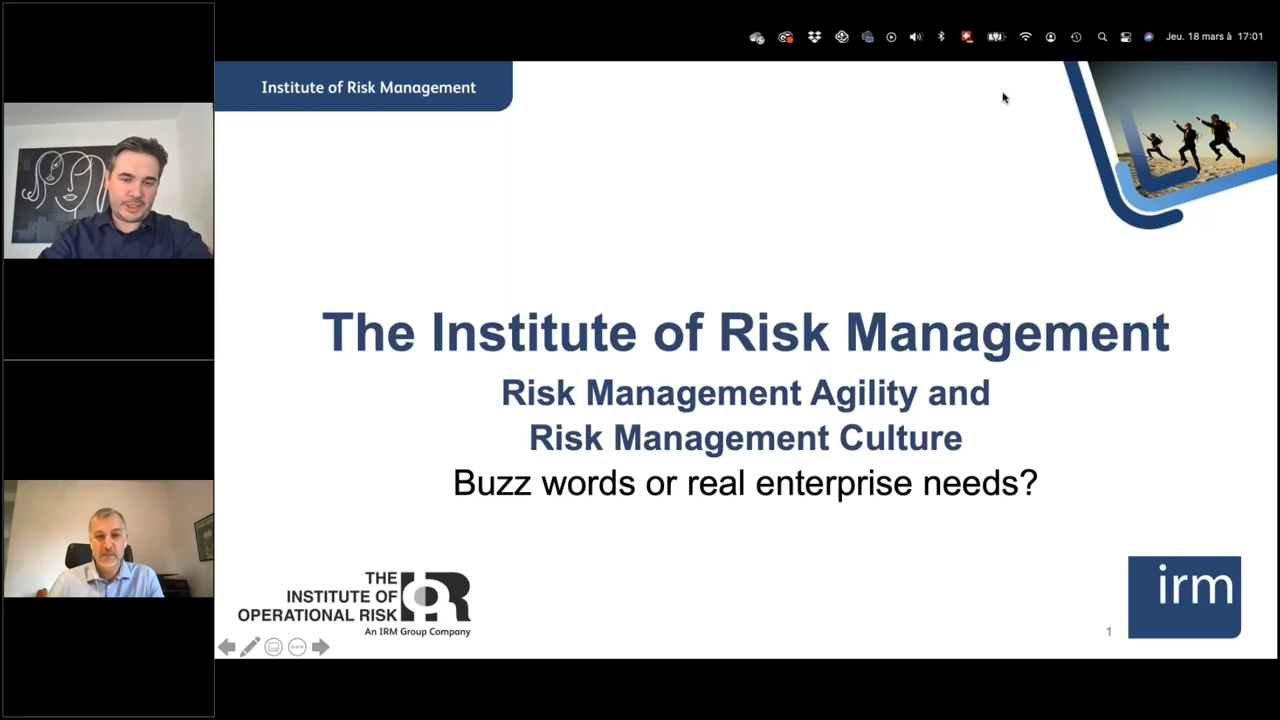 Jeu. 18 mars à 17:01
Institute of Risk Management
The Institute of Risk Management
Risk Management Agility and
Risk Management Culture
Buzz words or real enterprise needs?
THE
INSTITUTE OF
OPERATIONAL RISK
An IRM Group Company
IOR
1
irm